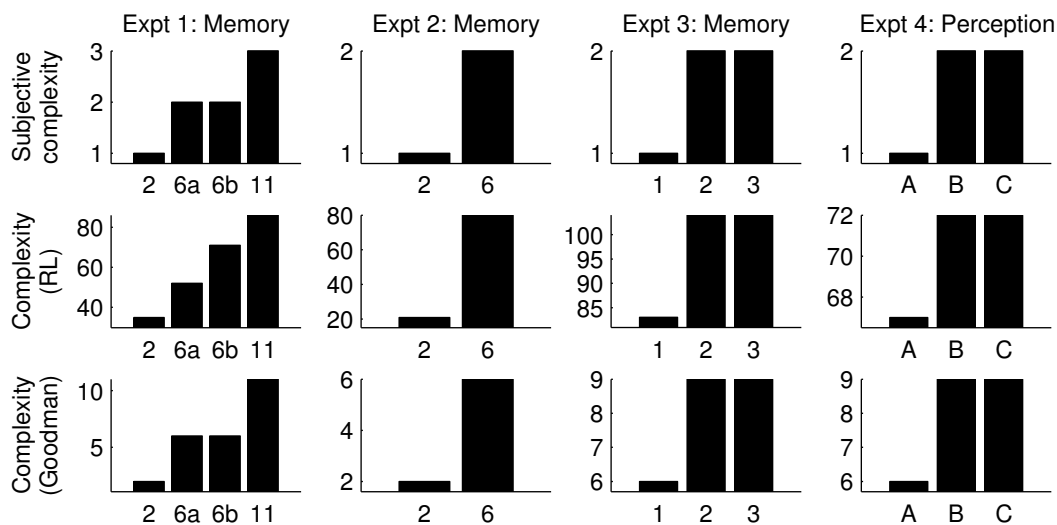 Expt 1: Memory
Expt 2: Memory
Expt 3: Memory
Expt 4: Perception
Subjective
complexity
3
2
1
2 6a 6b 11
2
1
2 6
2
1
1 2 3
2
1
A B C
Complexity
(RL)
80
60
40
2 6a 6b 11
80
60
40
20
2 6
100
95
90
85
1 2 3
72
70
68
A B C
Complexity
(Goodman)
10
5
2 6a 6b 11
6
4
2
2 6
9
8
7
6
1 2 3
9
8
7
6
A B C